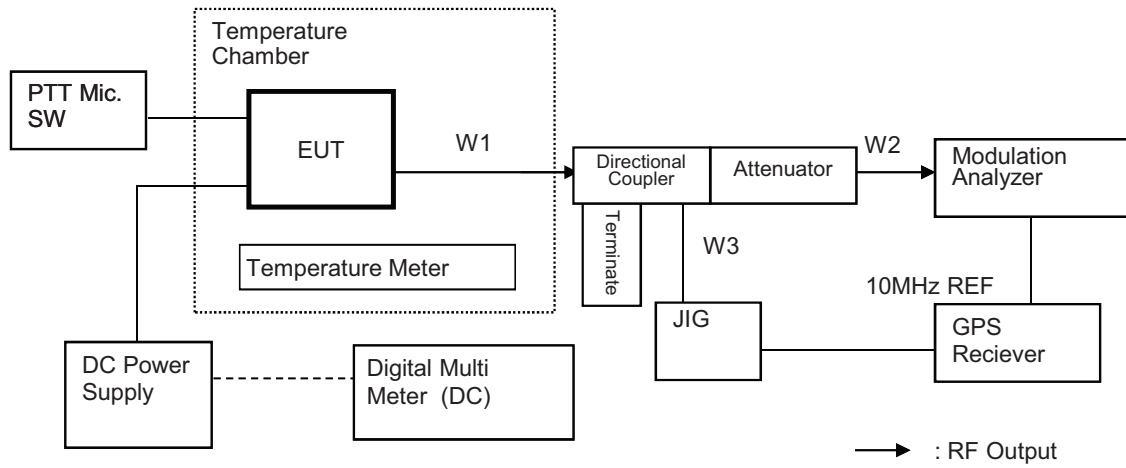 Temperature
Chamber
PTT Mic.
SW
EUT
W1
Directional
Coupler
Attenuator
W2
Modulation
Analyzer
Terminate
W3
Temperature Meter
10MHz REF
JIG
GPS
Reciever
DC Power
Supply
Digital Multi
Meter (DC)
: RF Output